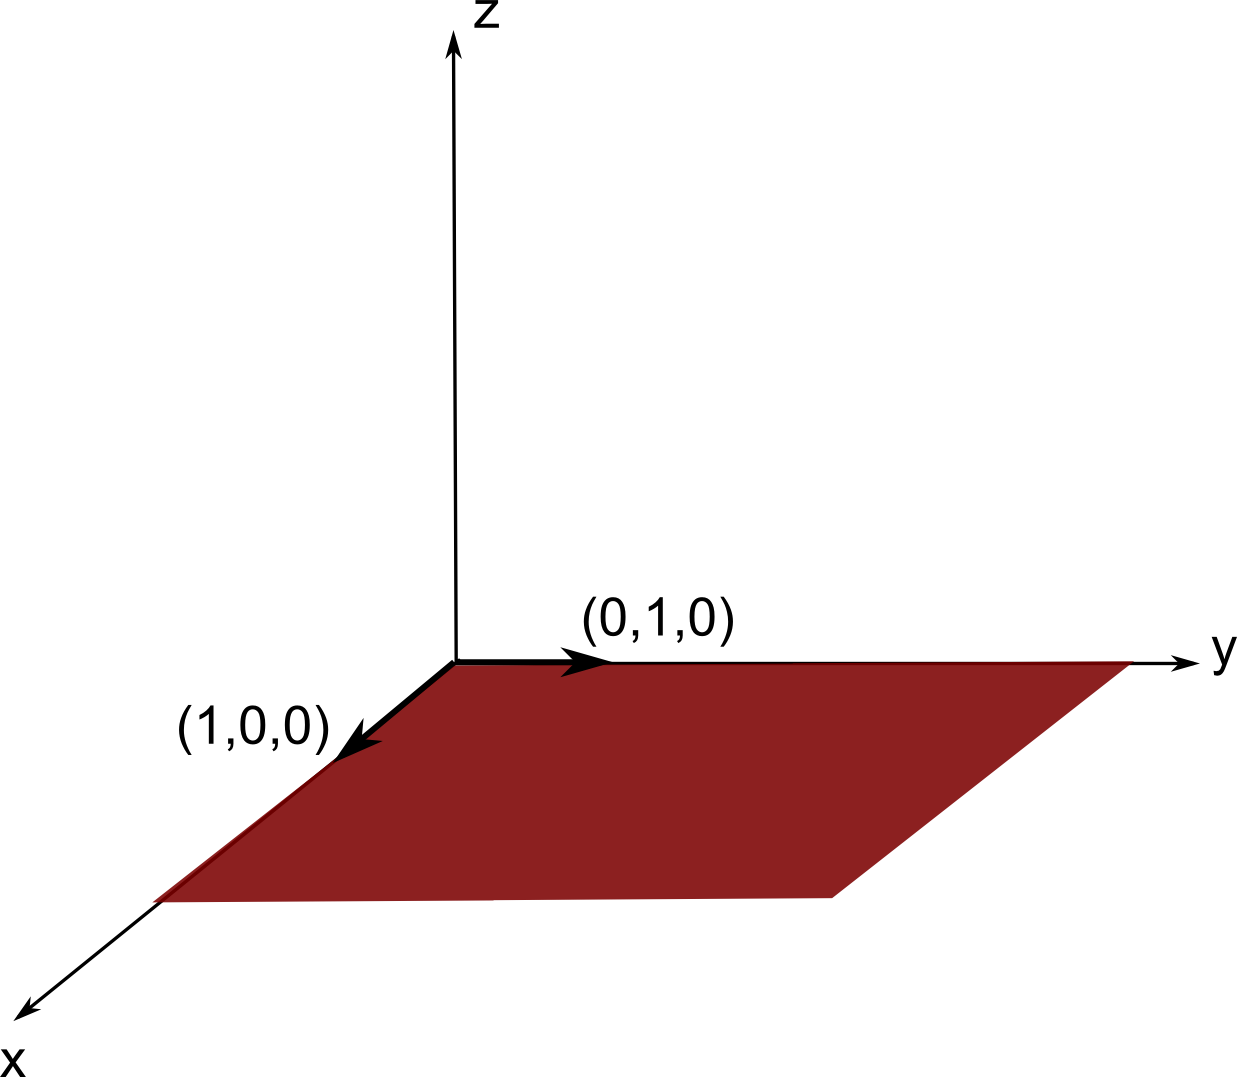 z
(0,1,0)
y
(1,0,0)
x